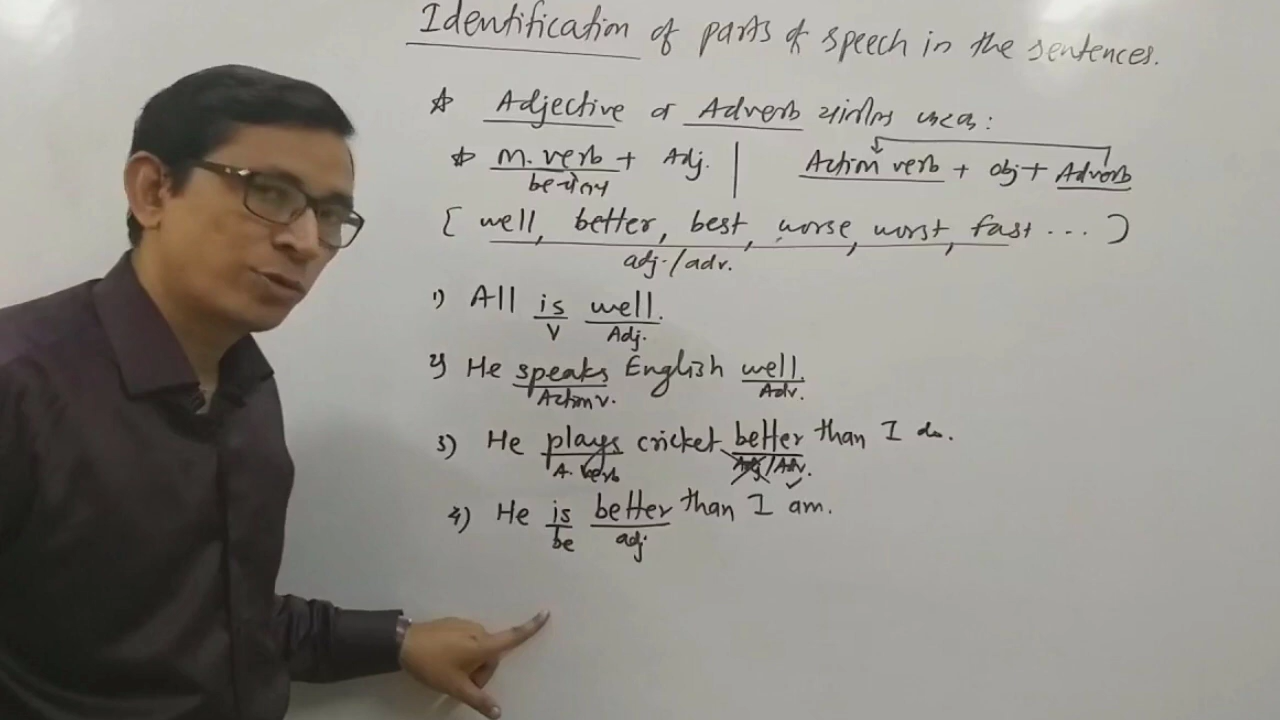 Identification of parts of speech in the sentences.
Adjective or Adverb
M. verb + Adj. | Action verb + obj + Adverb
be
( well, better, best, worse, worst, fast ... )
adj./adv.
1) All is well.
V Adj.
2) He speaks English well.
Action v. Adv.
3) He plays cricket better than I do.
A. verb Adj/Adv.
4) He is better than I am.
be adj